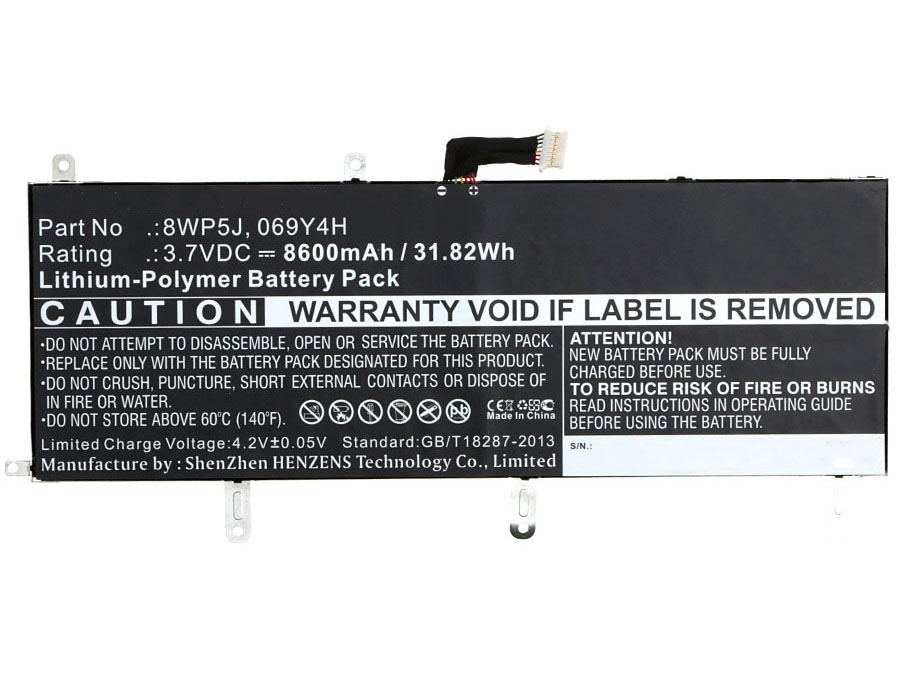 Part No .: 8WP5J, 069Y4H
Rating .: 3.7VDC ⎓ 8600mAh / 31.82Wh
Lithium-Polymer Battery Pack
CAUTION WARRANTY VOID IF LABEL IS REMOVED
•DO NOT ATTEMPT TO DISASSEMBLE, OPEN OR SERVICE THE BATTERY PACK.
•REPLACE ONLY WITH THE BATTERY PACK DESIGNATED FOR THIS PRODUCT.
•DO NOT CRUSH, PUNCTURE, SHORT EXTERNAL CONTACTS OR DISPOSE OF
IN FIRE OR WATER.
•DO NOT STORE ABOVE 60°C (140°F).
Pb
CE
Made In China
Limited Charge Voltage:4.2V±0.05V Standard:GB/T18287-2013
Manufacture by : ShenZhen HENZENS Technology Co., Limited
ATTENTION!
NEW BATTERY PACK MUST BE FULLY
CHARGED BEFORE USE.
TO REDUCE RISK OF FIRE OR BURNS
READ INSTRUCTIONS IN OPERATING GUIDE
BEFORE USING THE BATTERY.
S/N.: